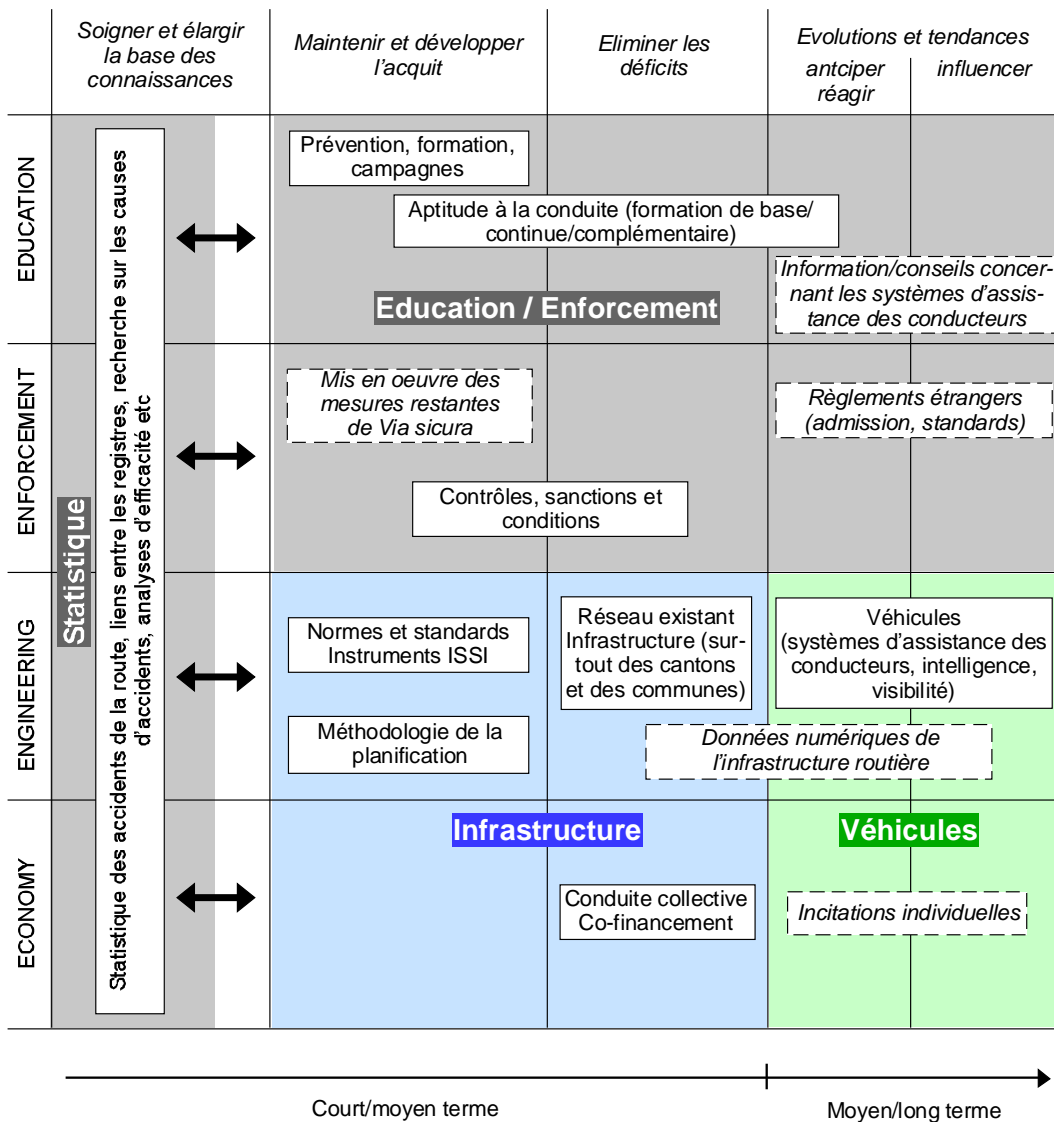 Soigner et élargir
la base des
connaissances
Maintenir et développer
l'acquit
Eliminer les
déficits
Evolutions et tendances
antciper
réagir
influencer
EDUCATION
Statistique
Statistique des accidents de la route, liens entre les registres, recherche sur les causes
d'accidents, analyses d'efficacité etc
Prévention, formation,
campagnes
Aptitude à la conduite (formation de base/
continue/complémentaire)
Information/conseils concer-
nant les systèmes d'assis-
tance des conducteurs
Education / Enforcement
ENFORCEMENT
Mis en oeuvre des
mesures restantes
de Via sicura
Règlements étrangers
(admission, standards)
Contrôles, sanctions et
conditions
ENGINEERING
Normes et standards
Instruments ISSI
Réseau existant
Infrastructure (sur-
tout des cantons
et des communes)
Véhicules
(systèmes d'assistance des
conducteurs, intelligence,
visibilité)
Méthodologie de la
planification
Données numériques de
l'infrastructure routière
ECONOMY
Infrastructure
Véhicules
Conduite collective
Co-financement
Incitations individuelles
Court/moyen terme
Moyen/long terme